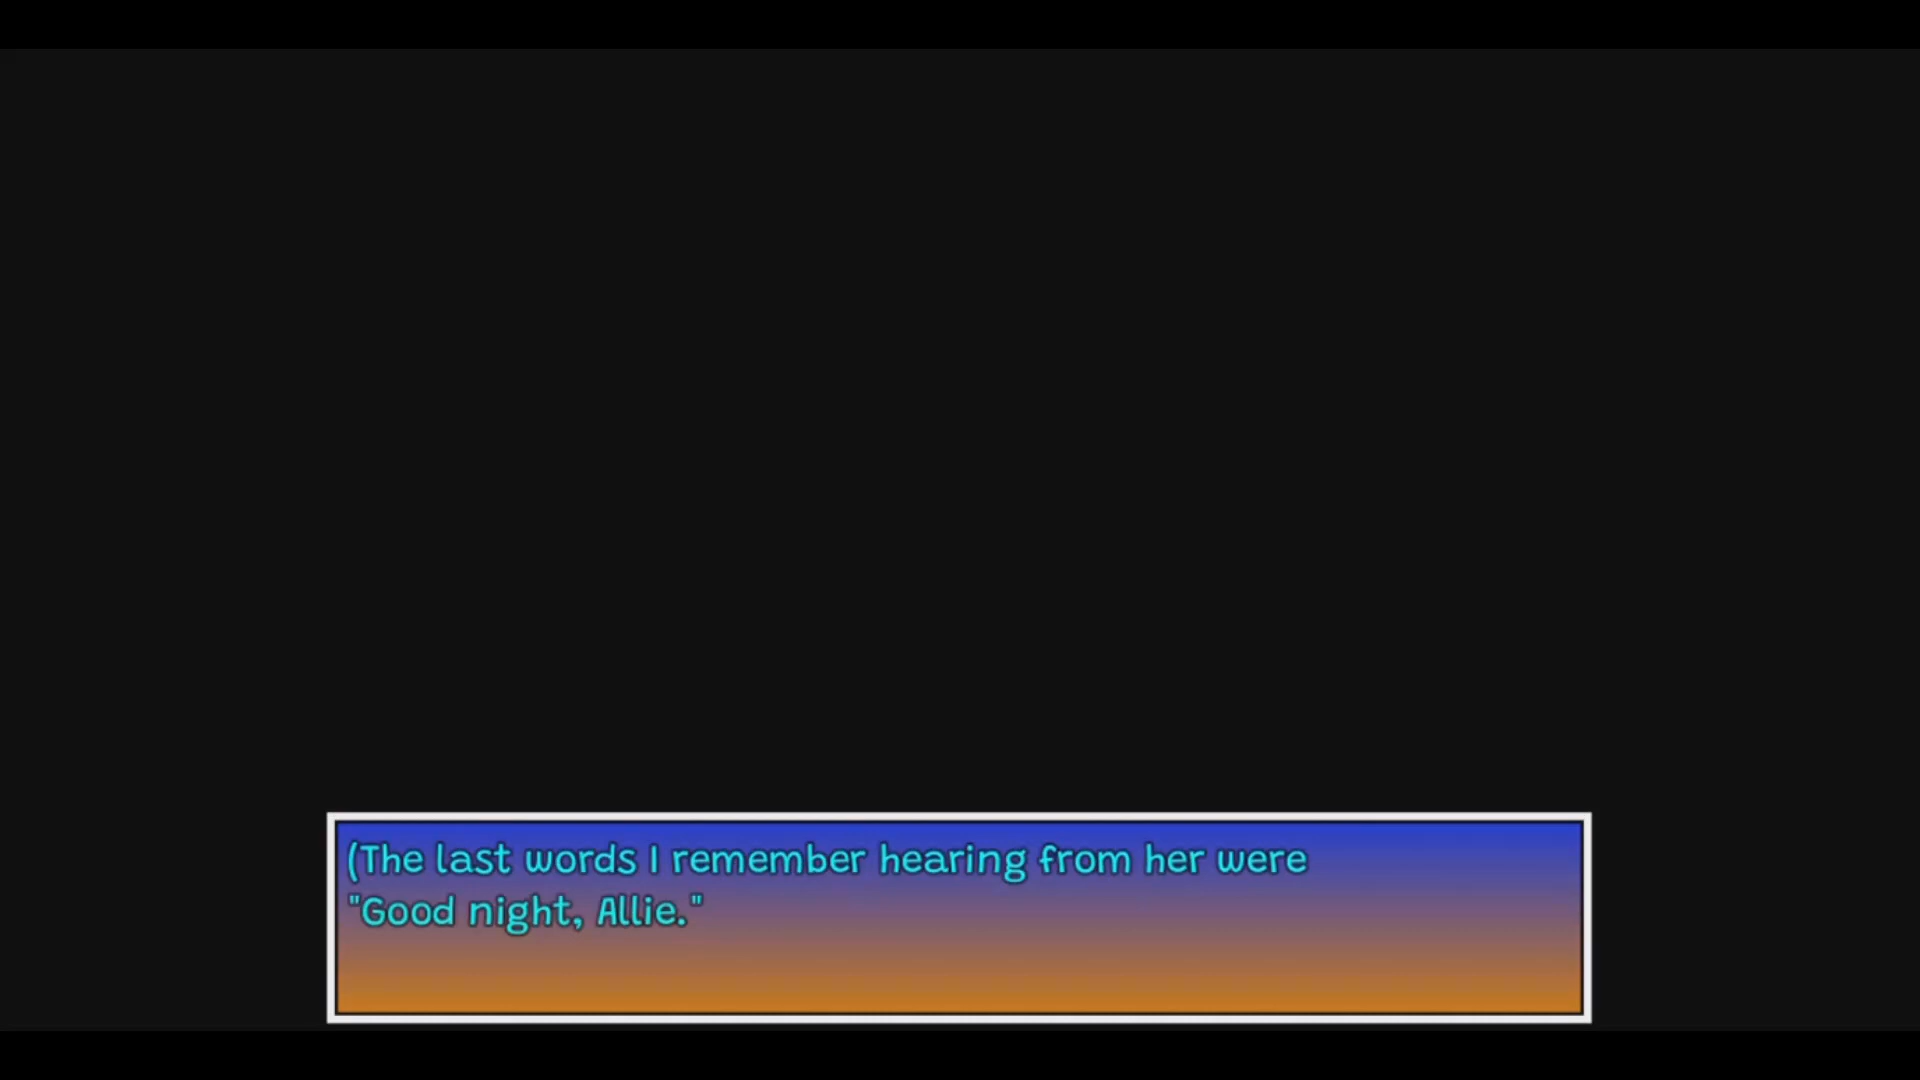 (The last words I remember hearing from her were
"Good night, Allie."